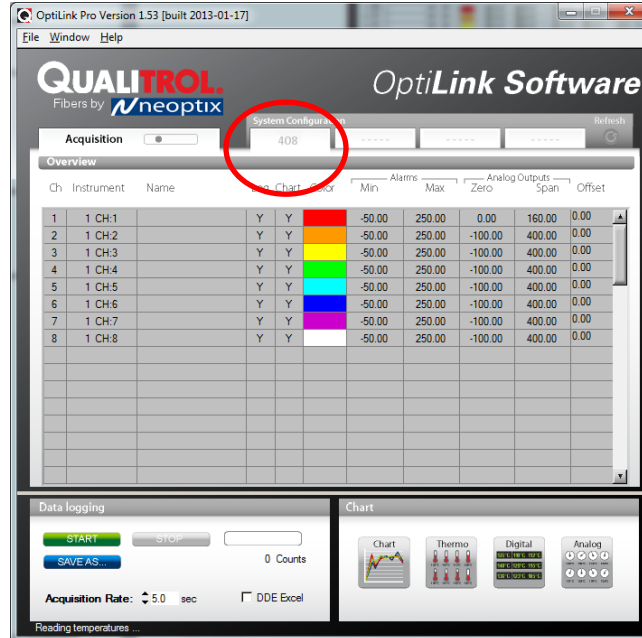 OptiLink Pro Version 1.53 [built 2013-01-17]
File Window Help
QUALITROL.
Fibers by neoptix
OptiLink Software
System Configuration
Refresh
Acquisition
408
-----
-----
-----
Overview
Alarms
Analog Outputs
Ch Instrument Name Log Chart Color Min Max Zero Span Offset
1 1 CH:1 Y Y -50.00 250.00 0.00 160.00 0.00
2 1 CH:2 Y Y -50.00 250.00 -100.00 400.00 0.00
3 1 CH:3 Y Y -50.00 250.00 -100.00 400.00 0.00
4 1 CH:4 Y Y -50.00 250.00 -100.00 400.00 0.00
5 1 CH:5 Y Y -50.00 250.00 -100.00 400.00 0.00
6 1 CH:6 Y Y -50.00 250.00 -100.00 400.00 0.00
7 1 CH:7 Y Y -50.00 250.00 -100.00 400.00 0.00
8 1 CH:8 Y Y -50.00 250.00 -100.00 400.00 0.00
Data logging
START STOP
SAVE AS...
0 Counts
Acquisition Rate: 5.0 sec
DDE Excel
Reading temperatures ...
Chart
Chart Thermo Digital Analog